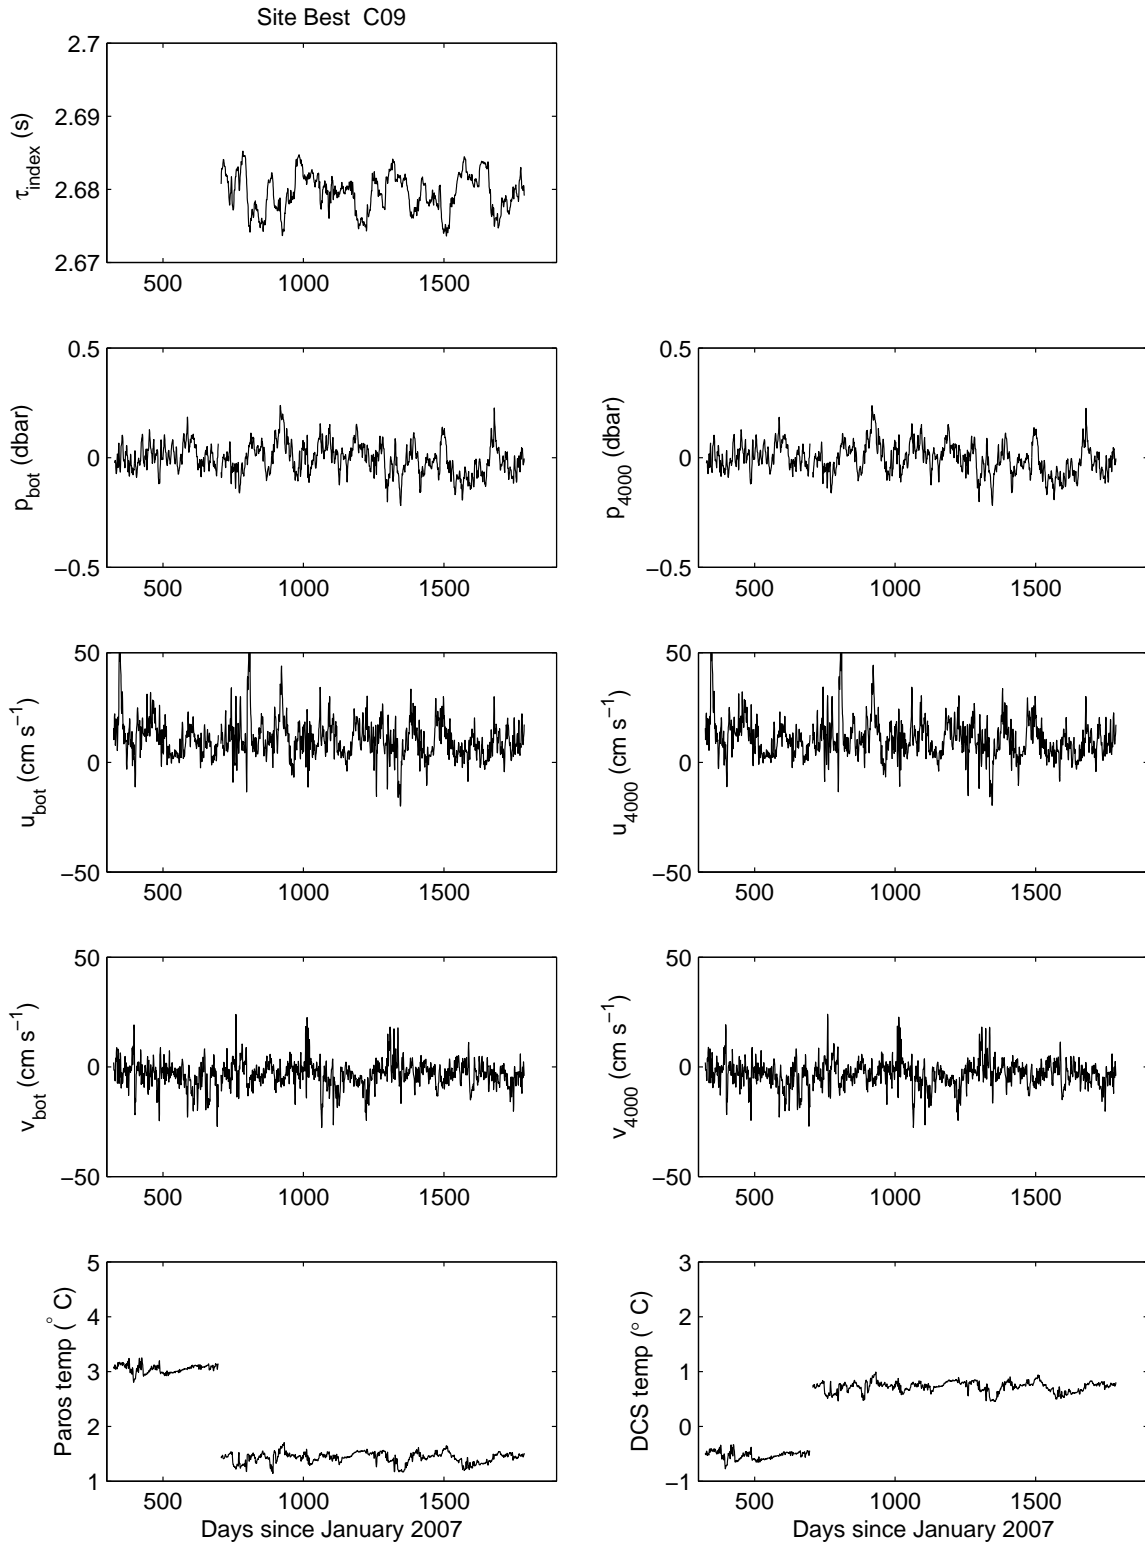 Site Best C09
2.7
2.69
2.68
2.67
τindex (s)
500 1000 1500
0.5
0
−0.5
pbot (dbar)
500 1000 1500
0.5
0
−0.5
p4000 (dbar)
500 1000 1500
50
0
−50
ubot (cm s−1)
500 1000 1500
50
0
−50
u4000 (cm s−1)
500 1000 1500
50
0
−50
vbot (cm s−1)
500 1000 1500
50
0
−50
v4000 (cm s−1)
500 1000 1500
5
4
3
2
1
Paros temp (° C)
500 1000 1500
Days since January 2007
3
2
1
0
−1
DCS temp (° C)
500 1000 1500
Days since January 2007